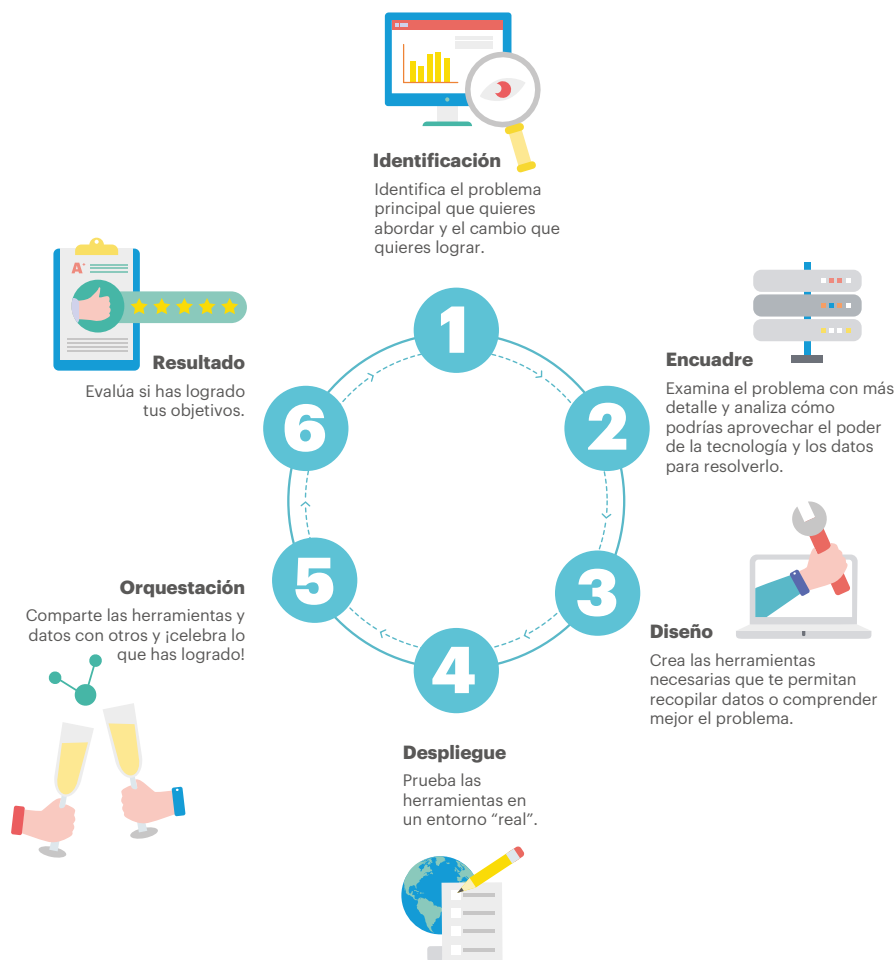 Identificación
Identifica el problema
principal que quieres
abordar y el cambio que
quieres lograr.
1
Encuadre
Examina el problema con más
detalle y analiza cómo
podrías aprovechar el poder
de la tecnología y los datos
para resolverlo.
2
Diseño
Crea las herramientas
necesarias que te permitan
recopilar datos o comprender
mejor el problema.
3
4
Despliegue
Prueba las
herramientas en
un entorno “real”.
5
Orquestación
Comparte las herramientas y
datos con otros y ¡celebra lo
que has logrado!
6
A+
Resultado
Evalúa si has logrado
tus objetivos.